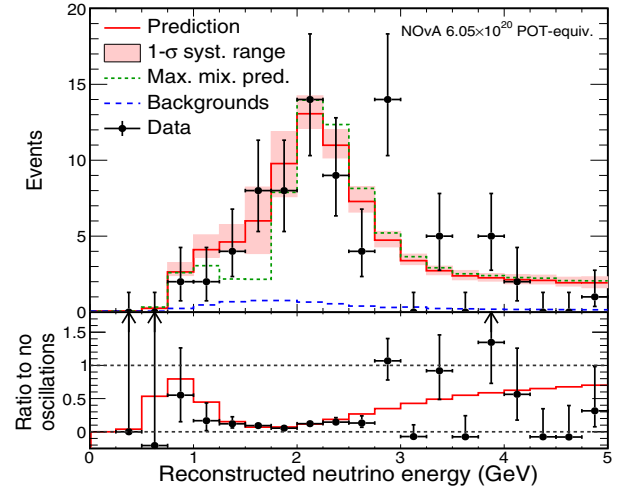 20
15
10
5
0
Events
Prediction
1-σ syst. range
Max. mix. pred.
Backgrounds
Data
NOvA 6.05×10²⁰ POT-equiv.
1.5
1
0.5
0
Ratio to no
oscillations
0 1 2 3 4 5
Reconstructed neutrino energy (GeV)